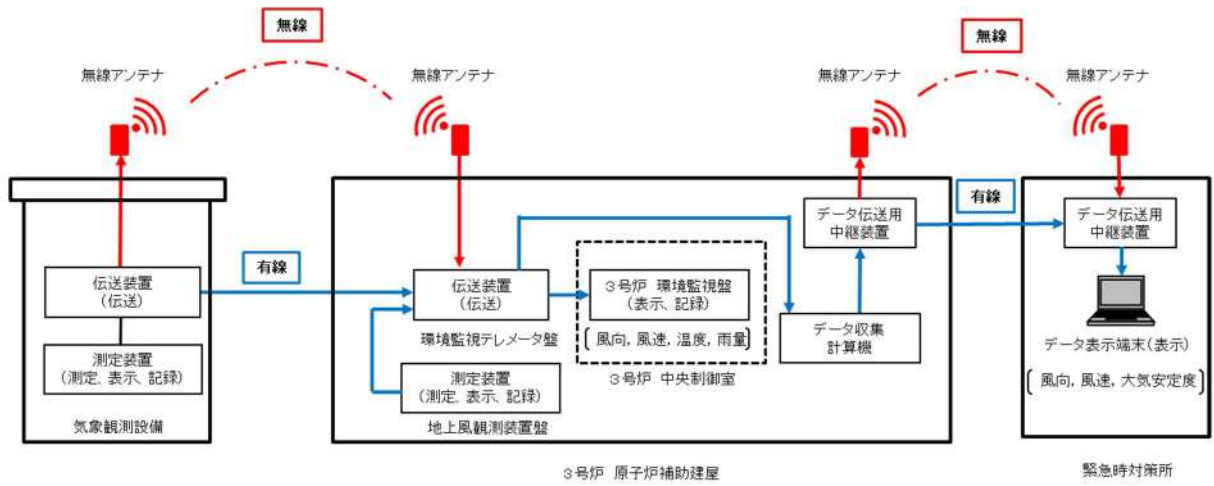 無線
無線
無線アンテナ
無線アンテナ
無線アンテナ
無線アンテナ
有線
有線
伝送装置
(伝送)
測定装置
(測定、表示、記録)
気象観測設備
伝送装置
(伝送)
環境監視テレメータ盤
測定装置
(測定、表示、記録)
地上風観測装置盤
3号炉 環境監視盤
(表示、記録)
[風向,風速,温度,雨量]
3号炉 中央制御室
データ伝送用
中継装置
データ収集
計算機
3号炉 原子炉補助建屋
データ伝送用
中継装置
データ表示端末(表示)
[風向,風速,大気安定度]
緊急時対策所